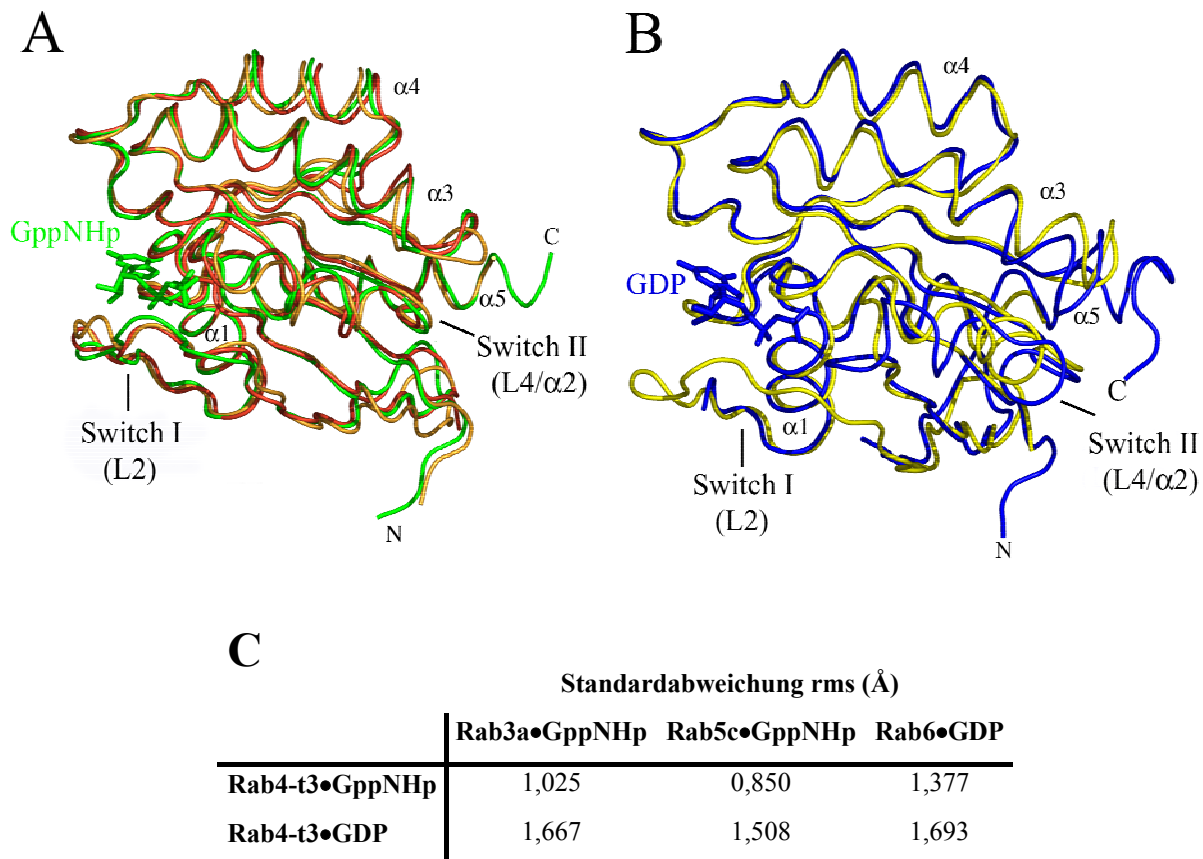 A
α4
α3
GppNHp
C
α5
α1
Switch II
(L4/α2)
Switch I
(L2)
N
B
α4
α3
GDP
α5
C
α1
Switch II
(L4/α2)
Switch I
(L2)
N
C
Standardabweichung rms (Å)
Rab3a●GppNHp Rab5c●GppNHp Rab6●GDP
Rab4-t3●GppNHp 1,025 0,850 1,377
Rab4-t3●GDP 1,667 1,508 1,693